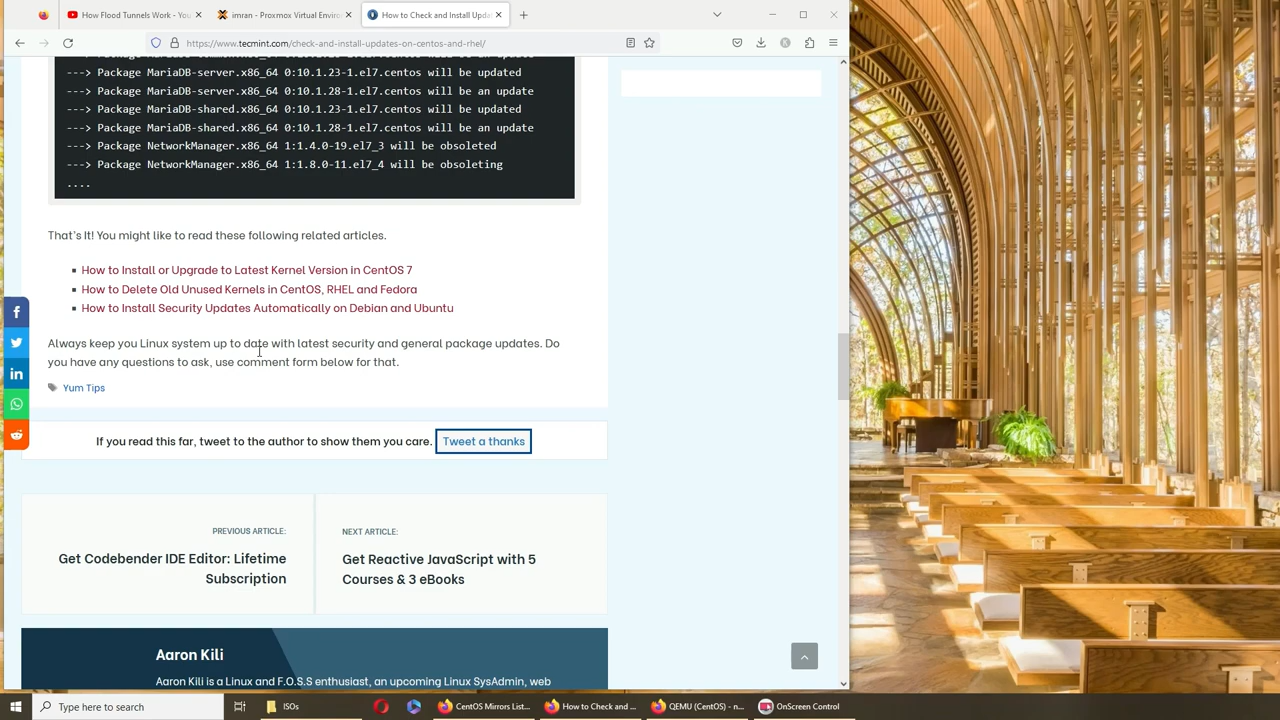 How Flood Tunnels Work - You
imran - Proxmox Virtual Enviro
How to Check and Install Upda
https://www.tecmint.com/check-and-install-updates-on-centos-and-rhel/
---> Package MariaDB-server.x86_64 0:10.1.23-1.el7.centos will be updated
---> Package MariaDB-server.x86_64 0:10.1.28-1.el7.centos will be an update
---> Package MariaDB-shared.x86_64 0:10.1.23-1.el7.centos will be updated
---> Package MariaDB-shared.x86_64 0:10.1.28-1.el7.centos will be an update
---> Package NetworkManager.x86_64 1:1.4.0-19.el7_3 will be obsoleted
---> Package NetworkManager.x86_64 1:1.8.0-11.el7_4 will be obsoleting
....
That's It! You might like to read these following related articles.
How to Install or Upgrade to Latest Kernel Version in CentOS 7
How to Delete Old Unused Kernels in CentOS, RHEL and Fedora
How to Install Security Updates Automatically on Debian and Ubuntu
Always keep you Linux system up to date with latest security and general package updates. Do
you have any questions to ask, use comment form below for that.
Yum Tips
If you read this far, tweet to the author to show them you care. Tweet a thanks
PREVIOUS ARTICLE:
Get Codebender IDE Editor: Lifetime
Subscription
NEXT ARTICLE:
Get Reactive JavaScript with 5
Courses & 3 eBooks
Aaron Kili
Aaron Kili is a Linux and F.O.S.S enthusiast, an upcoming Linux SysAdmin, web
Type here to search
ISOs
CentOS Mirrors List...
How to Check and ...
QEMU (CentOS) - n...
OnScreen Control